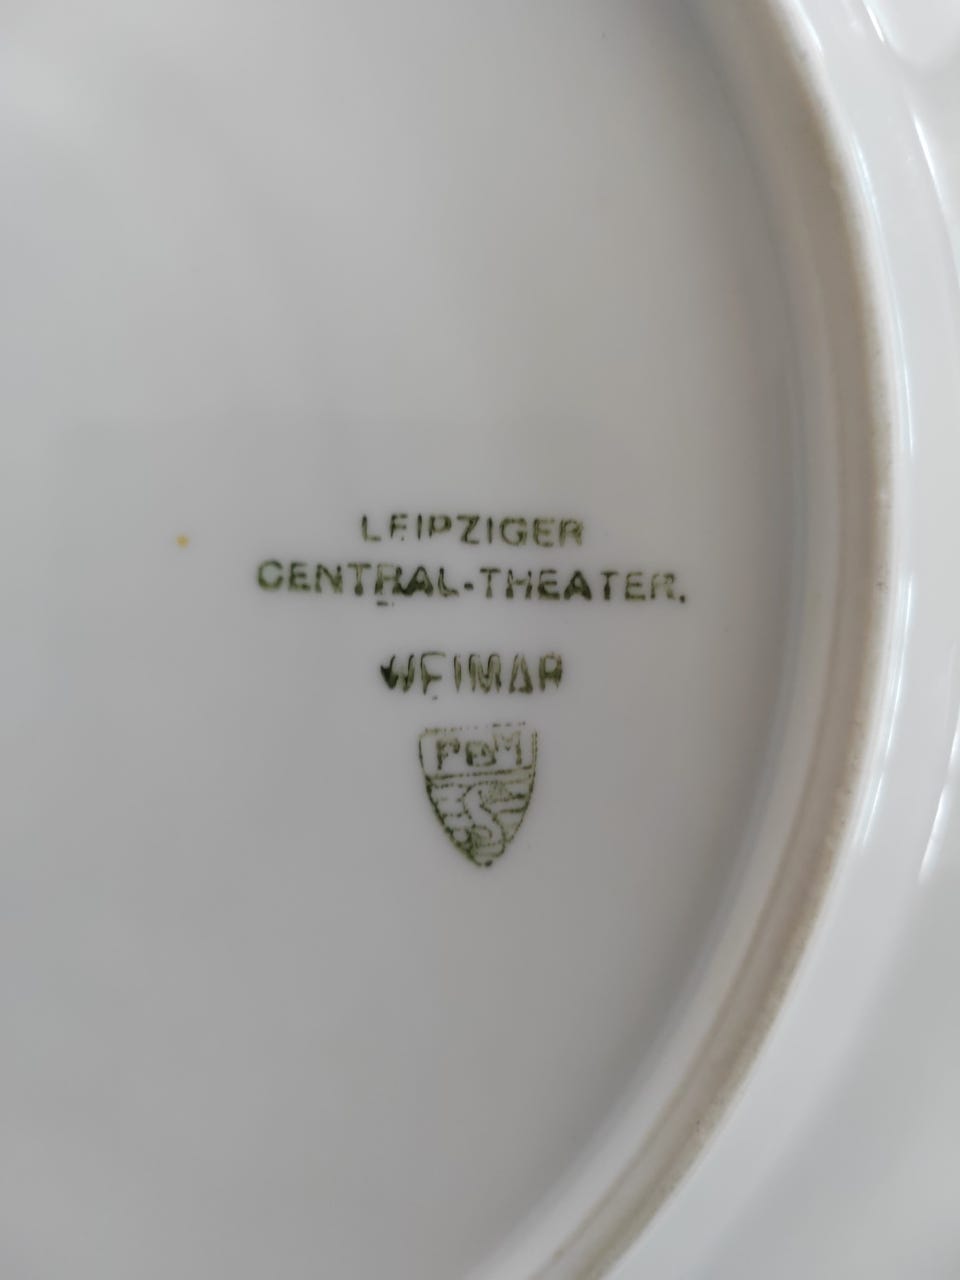 LEIPZIGER
CENTRAL-THEATER.
WEIMAR
PBM
S